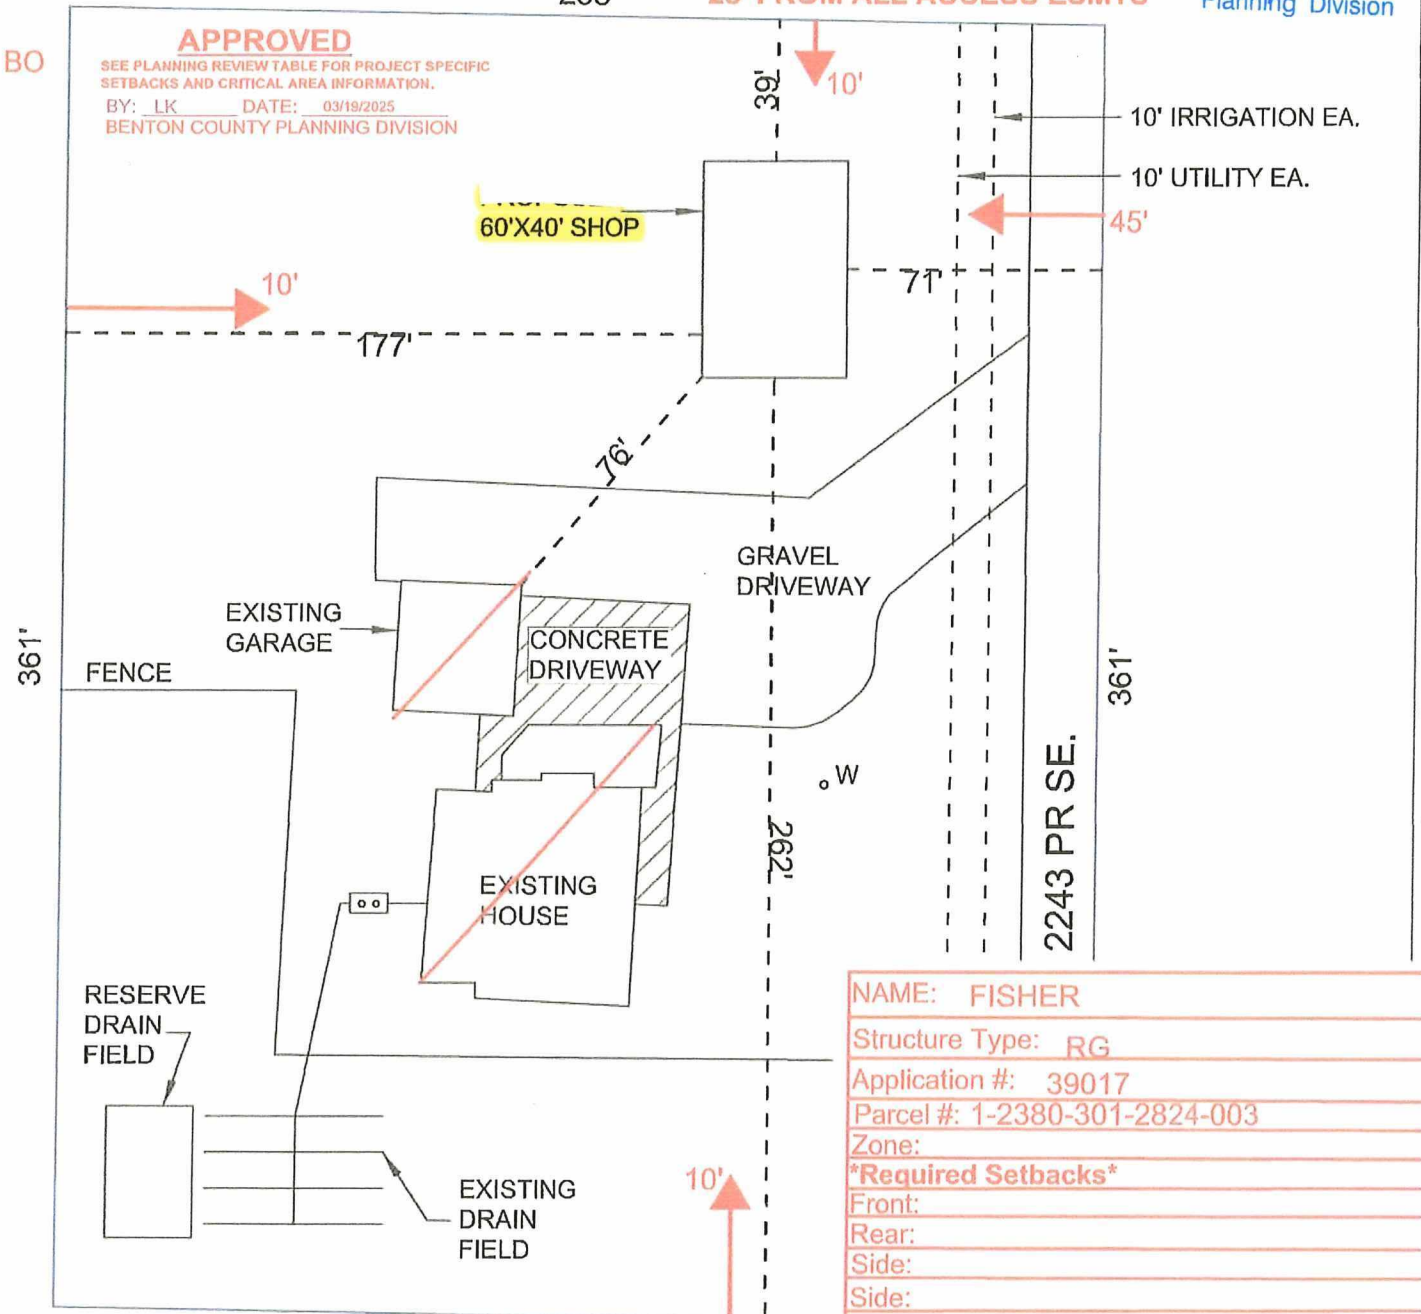 Planning Division
BO
APPROVED
SEE PLANNING REVIEW TABLE FOR PROJECT SPECIFIC
SETBACKS AND CRITICAL AREA INFORMATION.
BY: LK DATE: 03/19/2025
BENTON COUNTY PLANNING DIVISION
39'
10'
10' IRRIGATION EA.
10' UTILITY EA.
45'
60'X40' SHOP
71'
10'
177'
76'
GRAVEL
DRIVEWAY
EXISTING
GARAGE
CONCRETE
DRIVEWAY
361'
FENCE
361'
2243 PR SE.
W
262'
EXISTING
HOUSE
RESERVE
DRAIN
FIELD
EXISTING
DRAIN
FIELD
10'
NAME: FISHER
Structure Type: RG
Application #: 39017
Parcel #: 1-2380-301-2824-003
Zone:
*Required Setbacks*
Front:
Rear:
Side:
Side: